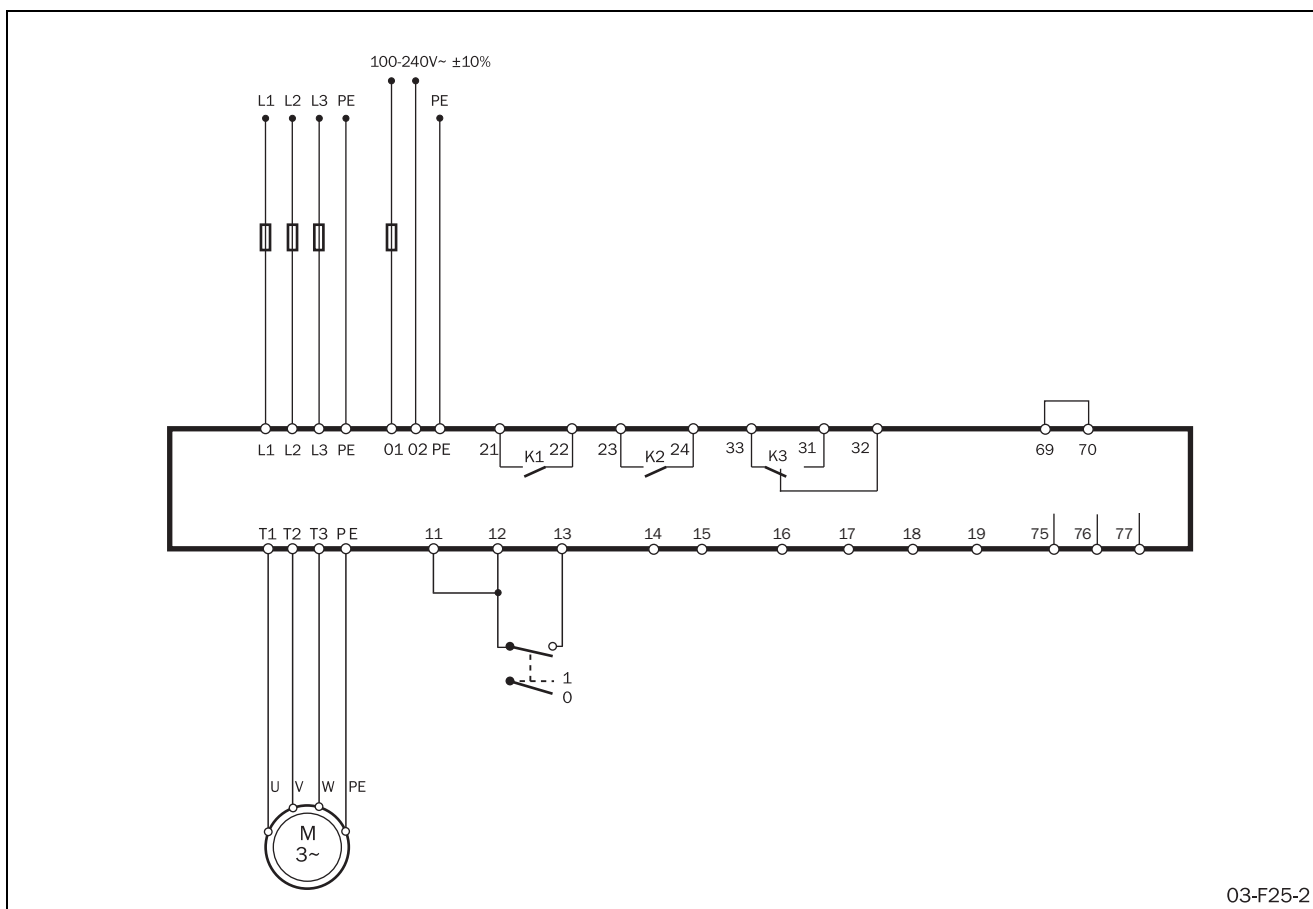 100-240V~ ±10%
L1 L2 L3 PE PE
L1 L2 L3 PE 01 02 PE 21 K1 22 23 K2 24 33 K3 31 32 69 70
T1 T2 T3 PE 11 12 13 14 15 16 17 18 19 75 76 77
1
0
U V W PE
M
3~
03-F25-2